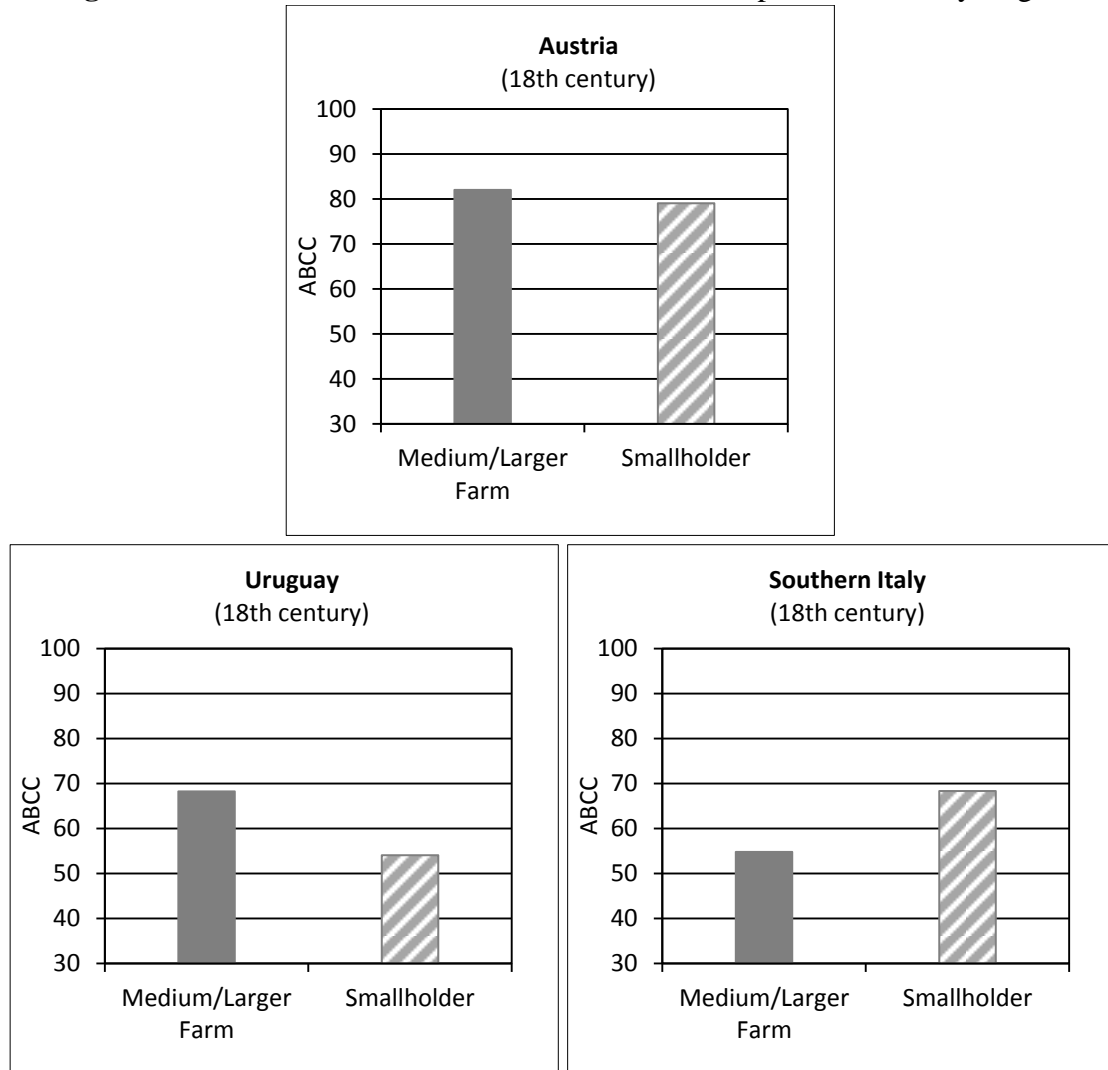 Austria
(18th century)
100
90
80
70
60
50
40
30
ABCC
Medium/Larger Smallholder
Farm
Uruguay
(18th century)
100
90
80
70
60
50
40
30
ABCC
Medium/Larger Smallholder
Farm
Southern Italy
(18th century)
100
90
80
70
60
50
40
30
ABCC
Medium/Larger Smallholder
Farm